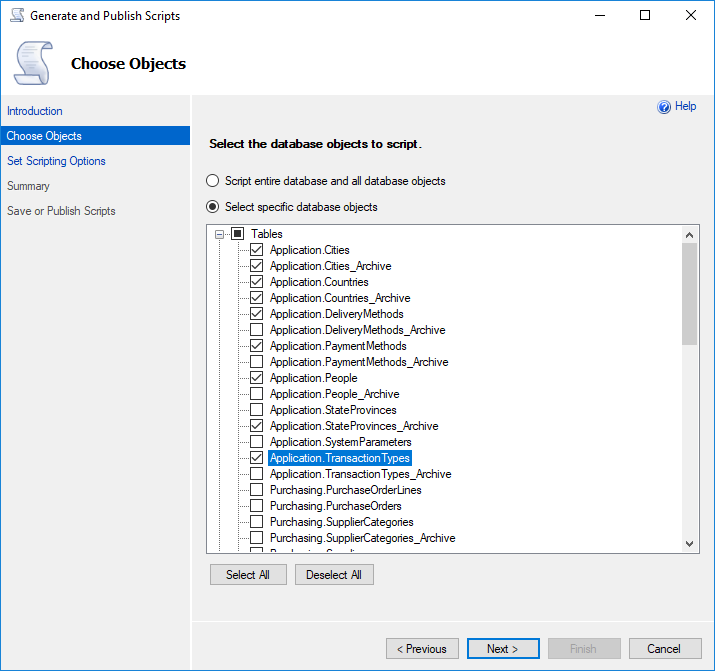 Generate and Publish Scripts
Choose Objects
Introduction
Choose Objects
Set Scripting Options
Summary
Save or Publish Scripts
Help
Select the database objects to script.
Script entire database and all database objects
Select specific database objects
Tables
Application.Cities
Application.Cities_Archive
Application.Countries
Application.Countries_Archive
Application.DeliveryMethods
Application.DeliveryMethods_Archive
Application.PaymentMethods
Application.PaymentMethods_Archive
Application.People
Application.People_Archive
Application.StateProvinces
Application.StateProvinces_Archive
Application.SystemParameters
Application.TransactionTypes
Application.TransactionTypes_Archive
Purchasing.PurchaseOrderLines
Purchasing.PurchaseOrders
Purchasing.SupplierCategories
Purchasing.SupplierCategories_Archive
Select All
Deselect All
< Previous
Next >
Finish
Cancel